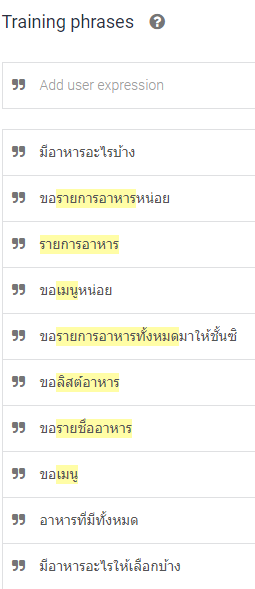 Training phrases
Add user expression
มีอาหารอะไรบ้าง
ขอรายการอาหารหน่อย
รายการอาหาร
ขอเมนูหน่อย
ขอรายการอาหารทั้งหมดมาให้ชั้นซิ
ขอลิสต์อาหาร
ขอรายชื่ออาหาร
ขอเมนู
อาหารที่มีทั้งหมด
มีอาหารอะไรให้เลือกบ้าง